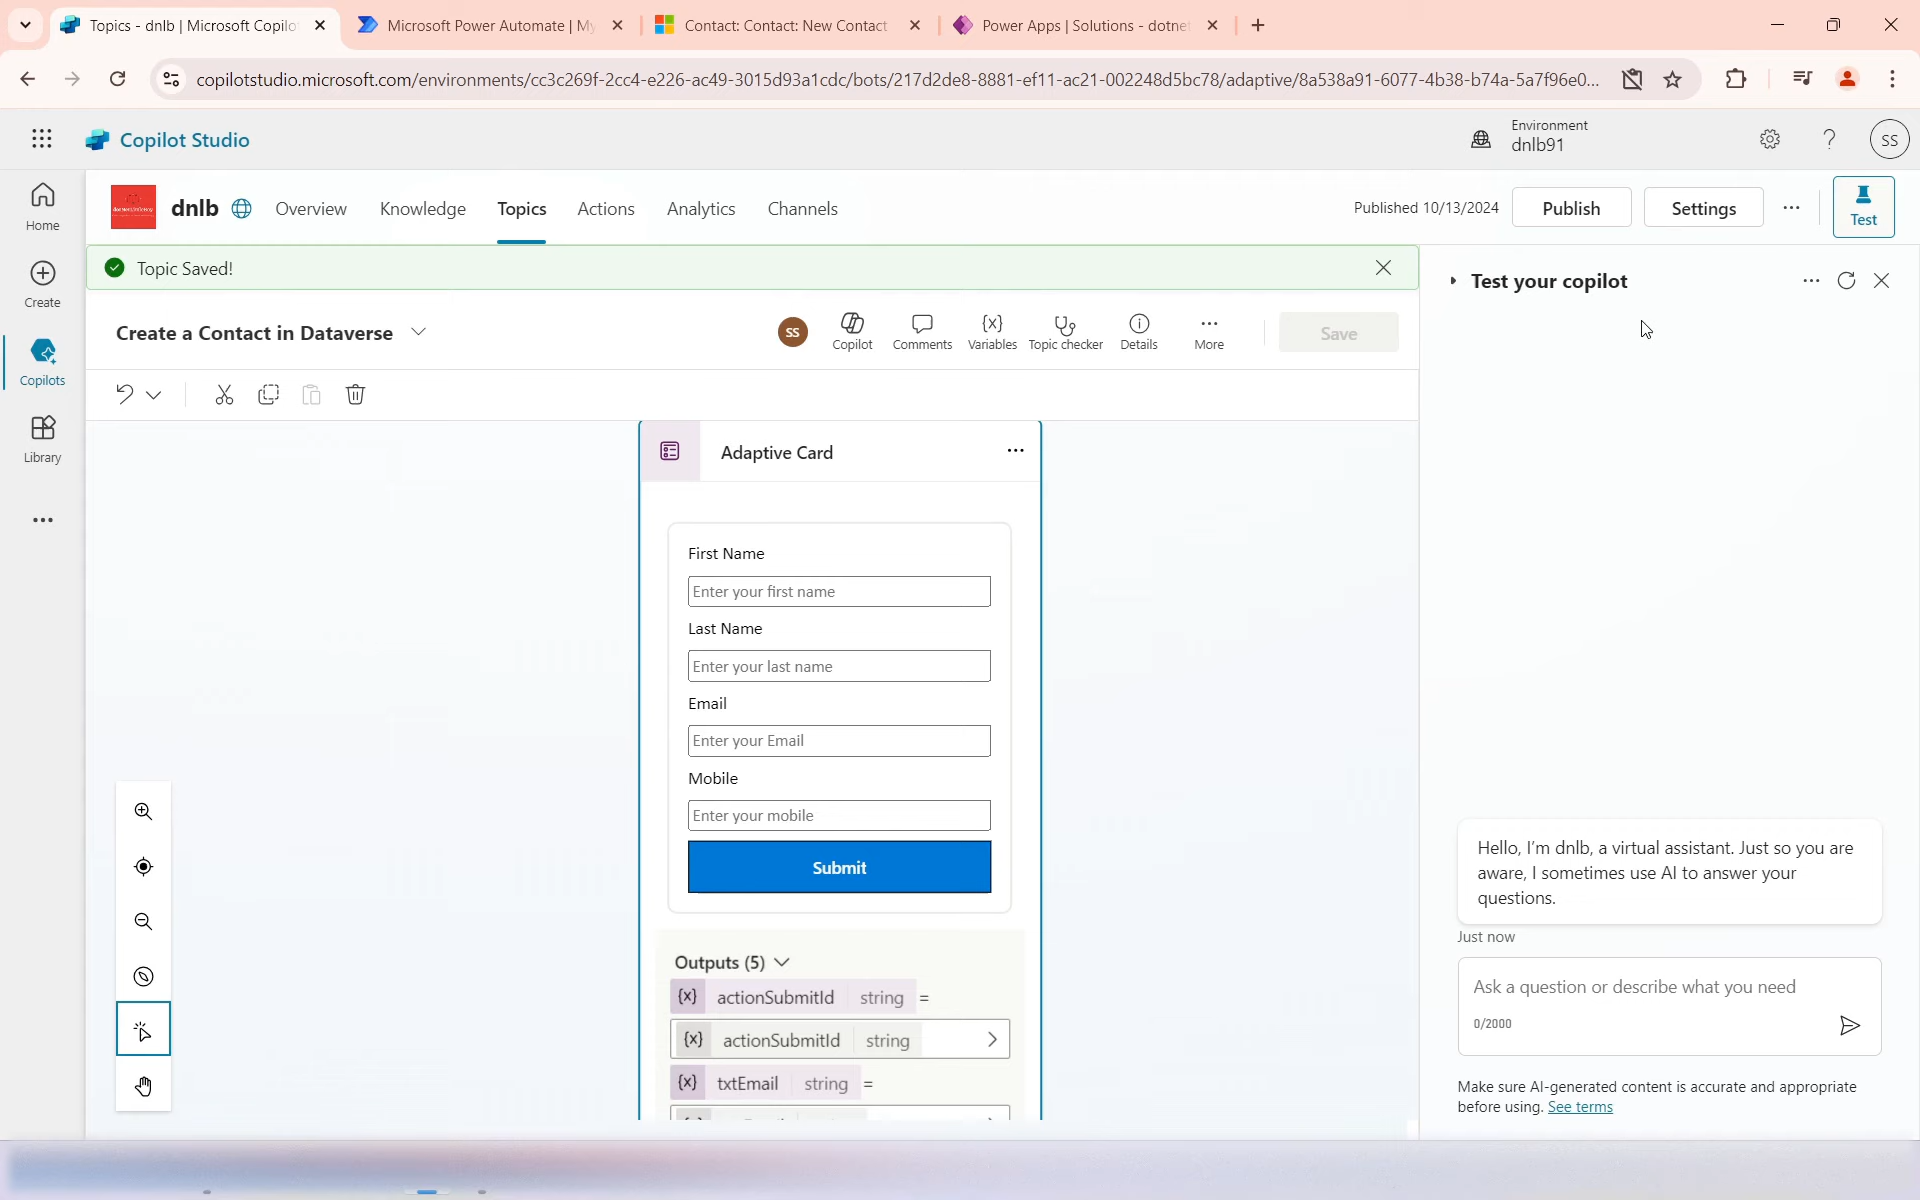 Topics - dnlb | Microsoft Copilo
Microsoft Power Automate | My
Contact: Contact: New Contact
Power Apps | Solutions - dotnet
copilotstudio.microsoft.com/environments/cc3c269f-2cc4-e226-ac49-3015d93a1cdc/bots/217d2de8-8881-ef11-ac21-002248d5bc78/adaptive/8a538a91-6077-4b38-b74a-5a7f96e0...
Copilot Studio
Environment
dnlb91
SS
Home
Create
Copilots
Library
dnlb
Overview
Knowledge
Topics
Actions
Analytics
Channels
Published 10/13/2024
Publish
Settings
Test
Topic Saved!
Create a Contact in Dataverse
SS
Copilot
Comments
Variables
Topic checker
Details
More
Save
Adaptive Card
First Name
Enter your first name
Last Name
Enter your last name
Email
Enter your Email
Mobile
Enter your mobile
Submit
Outputs (5)
{x} actionSubmitId string =
{x} actionSubmitId string
{x} txtEmail string =
Test your copilot
Hello, I'm dnlb, a virtual assistant. Just so you are
aware, I sometimes use AI to answer your
questions.
Just now
Ask a question or describe what you need
0/2000
Make sure AI-generated content is accurate and appropriate
before using. See terms